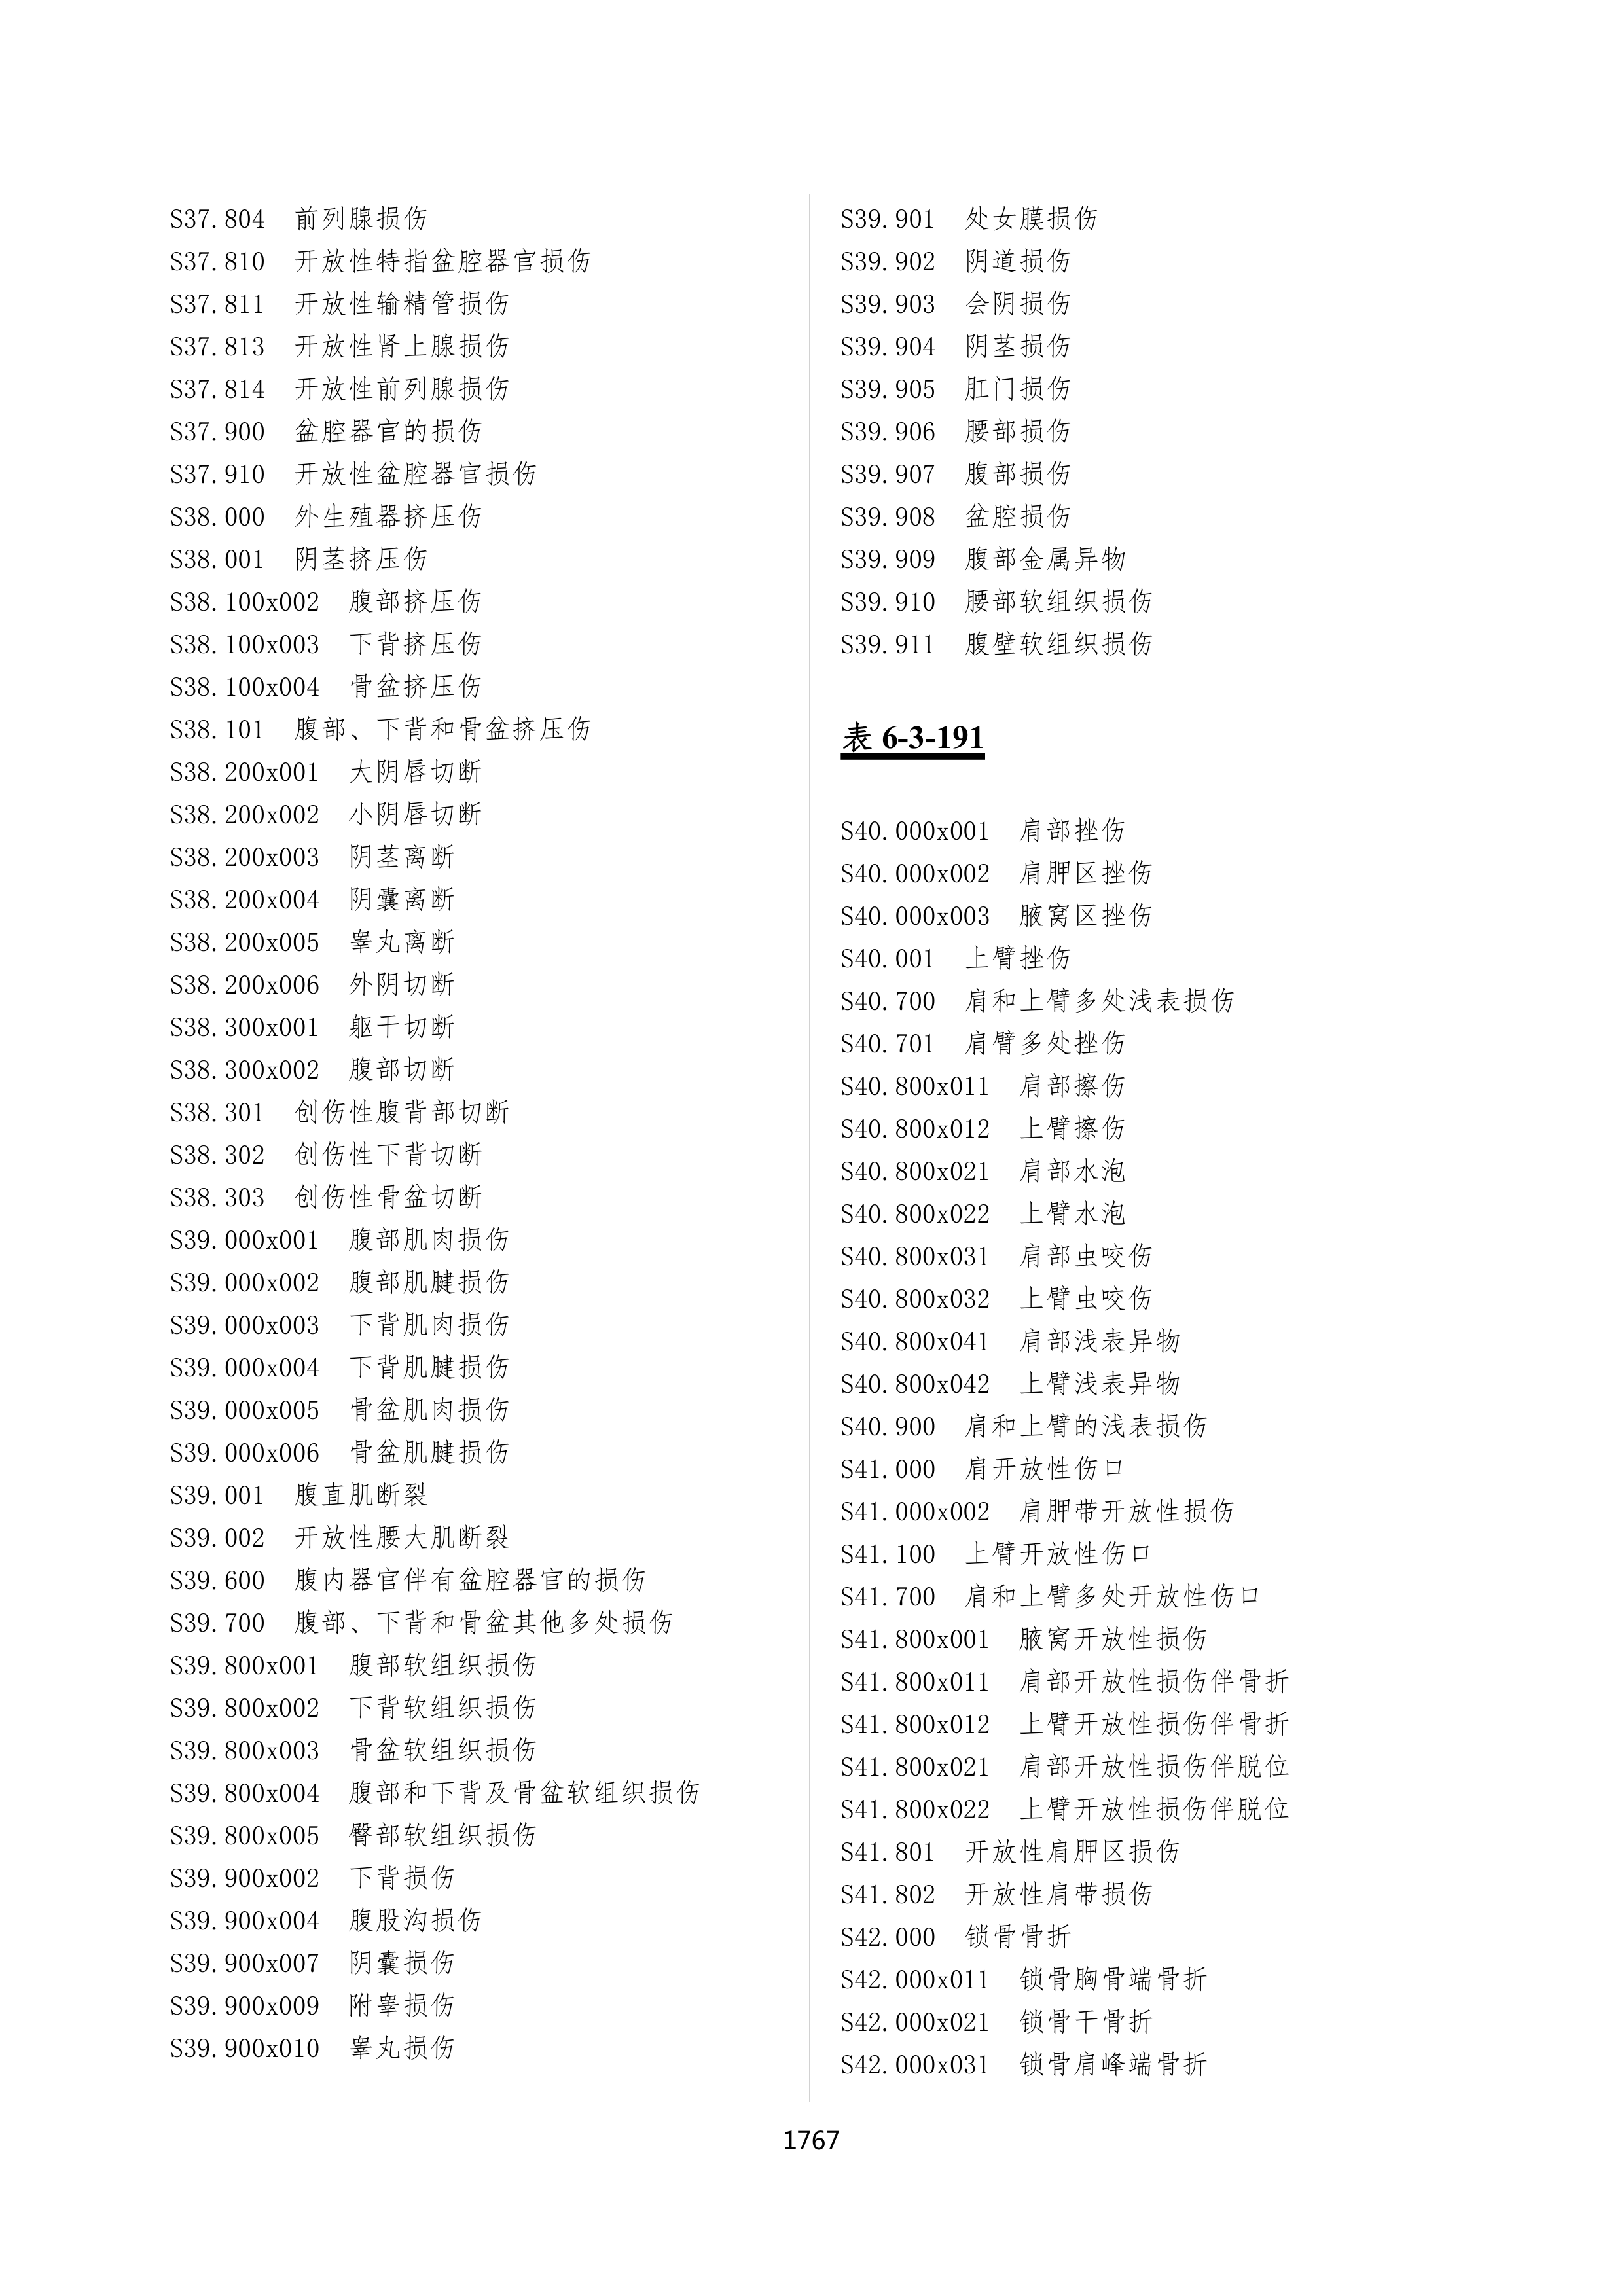 S37.804 前列腺损伤
S37.810 开放性特指盆腔器官损伤
S37.811 开放性输精管损伤
S37.813 开放性肾上腺损伤
S37.814 开放性前列腺损伤
S37.900 盆腔器官的损伤
S37.910 开放性盆腔器官损伤
S38.000 外生殖器挤压伤
S38.001 阴茎挤压伤
S38.100x002 腹部挤压伤
S38.100x003 下背挤压伤
S38.100x004 骨盆挤压伤
S38.101 腹部、下背和骨盆挤压伤
S38.200x001 大阴唇切断
S38.200x002 小阴唇切断
S38.200x003 阴茎离断
S38.200x004 阴囊离断
S38.200x005 睾丸离断
S38.200x006 外阴切断
S38.300x001 躯干切断
S38.300x002 腹部切断
S38.301 创伤性腹背部切断
S38.302 创伤性下背切断
S38.303 创伤性骨盆切断
S39.000x001 腹部肌肉损伤
S39.000x002 腹部肌腱损伤
S39.000x003 下背肌肉损伤
S39.000x004 下背肌腱损伤
S39.000x005 骨盆肌肉损伤
S39.000x006 骨盆肌腱损伤
S39.001 腹直肌断裂
S39.002 开放性腰大肌断裂
S39.600 腹内器官伴有盆腔器官的损伤
S39.700 腹部、下背和骨盆其他多处损伤
S39.800x001 腹部软组织损伤
S39.800x002 下背软组织损伤
S39.800x003 骨盆软组织损伤
S39.800x004 腹部和下背及骨盆软组织损伤
S39.800x005 臀部软组织损伤
S39.900x002 下背损伤
S39.900x004 腹股沟损伤
S39.900x007 阴囊损伤
S39.900x009 附睾损伤
S39.900x010 睾丸损伤
S39.901 处女膜损伤
S39.902 阴道损伤
S39.903 会阴损伤
S39.904 阴茎损伤
S39.905 肛门损伤
S39.906 腰部损伤
S39.907 腹部损伤
S39.908 盆腔损伤
S39.909 腹部金属异物
S39.910 腰部软组织损伤
S39.911 腹壁软组织损伤
表 6-3-191
S40.000x001 肩部挫伤
S40.000x002 肩胛区挫伤
S40.000x003 腋窝区挫伤
S40.001 上臂挫伤
S40.700 肩和上臂多处浅表损伤
S40.701 肩臂多处挫伤
S40.800x011 肩部擦伤
S40.800x012 上臂擦伤
S40.800x021 肩部水泡
S40.800x022 上臂水泡
S40.800x031 肩部虫咬伤
S40.800x032 上臂虫咬伤
S40.800x041 肩部浅表异物
S40.800x042 上臂浅表异物
S40.900 肩和上臂的浅表损伤
S41.000 肩开放性伤口
S41.000x002 肩胛带开放性损伤
S41.100 上臂开放性伤口
S41.700 肩和上臂多处开放性伤口
S41.800x001 腋窝开放性损伤
S41.800x011 肩部开放性损伤伴骨折
S41.800x012 上臂开放性损伤伴骨折
S41.800x021 肩部开放性损伤伴脱位
S41.800x022 上臂开放性损伤伴脱位
S41.801 开放性肩胛区损伤
S41.802 开放性肩带损伤
S42.000 锁骨骨折
S42.000x011 锁骨胸骨端骨折
S42.000x021 锁骨干骨折
S42.000x031 锁骨肩峰端骨折
1767